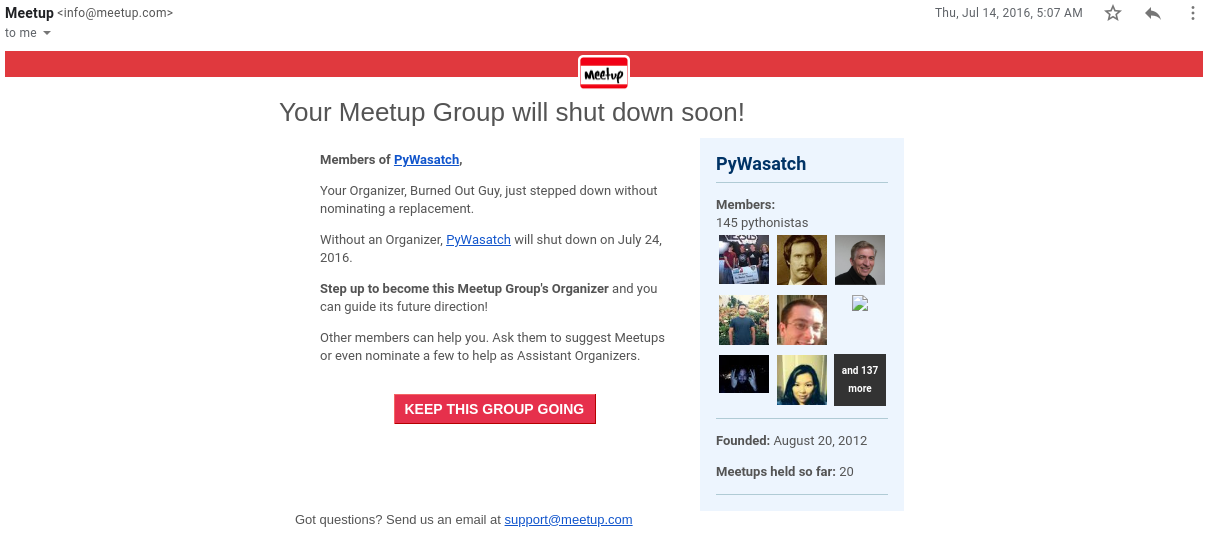 Meetup <info@meetup.com>
Thu, Jul 14, 2016, 5:07 AM
to me
Meetup
Your Meetup Group will shut down soon!
Members of PyWasatch,
Your Organizer, Burned Out Guy, just stepped down without
nominating a replacement.
Without an Organizer, PyWasatch will shut down on July 24,
2016.
Step up to become this Meetup Group's Organizer and you
can guide its future direction!
Other members can help you. Ask them to suggest Meetups
or even nominate a few to help as Assistant Organizers.
KEEP THIS GROUP GOING
PyWasatch
Members:
145 pythonistas
and 137
more
Founded: August 20, 2012
Meetups held so far: 20
Got questions? Send us an email at support@meetup.com